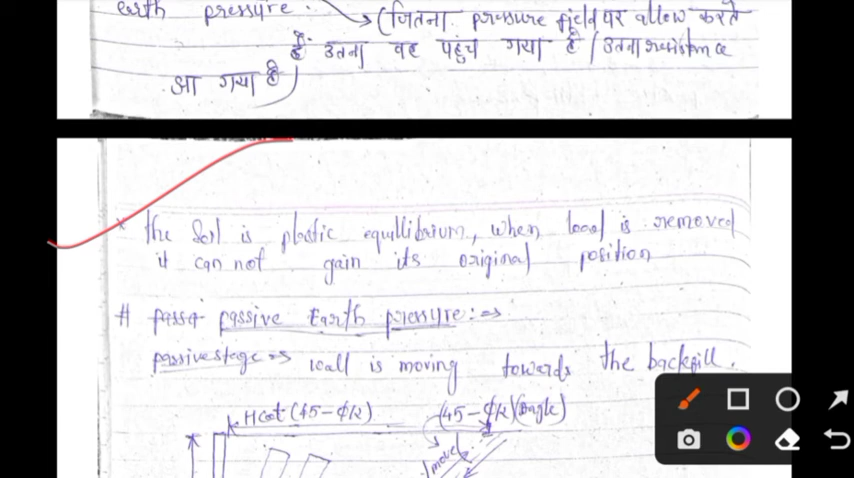 earth pressure. → (जितना pressure field पर allow करते
हैं. उतना वह पहुंच गया है / उतना resistance
आ गया है)
* the soil is plastic equillibrium, when load is removed
it can not gain its original position
# passive Earth pressure :=>
passive stage => wall is moving towards the backfill.
H cot (45-φ/2) (45-φ/2) (angle)
move